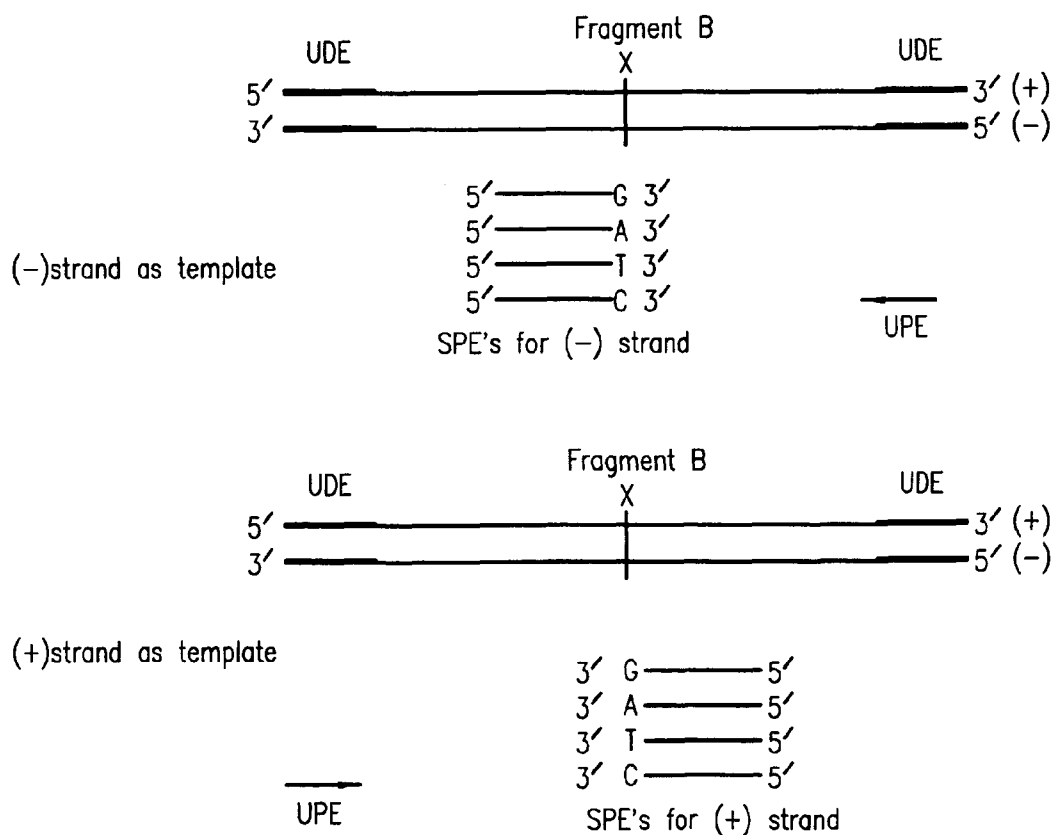 Fragment B
UDE X UDE
5′ 3′ (+)
3′ 5′ (−)
5′ G 3′
5′ A 3′
(−)strand as template
5′ T 3′
5′ C 3′
UPE
SPE's for (−) strand
Fragment B
UDE X UDE
5′ 3′ (+)
3′ 5′ (−)
(+)strand as template
3′ G 5′
3′ A 5′
3′ T 5′
3′ C 5′
UPE
SPE's for (+) strand